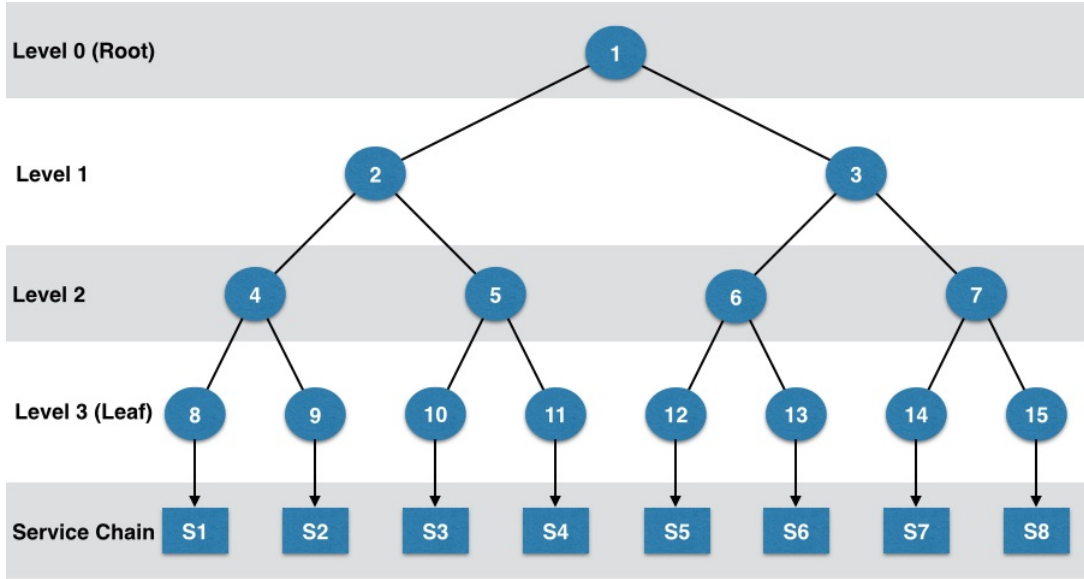 Level 0 (Root)
1
Level 1
2
3
Level 2
4
5
6
7
Level 3 (Leaf)
8
9
10
11
12
13
14
15
Service Chain
S1
S2
S3
S4
S5
S6
S7
S8